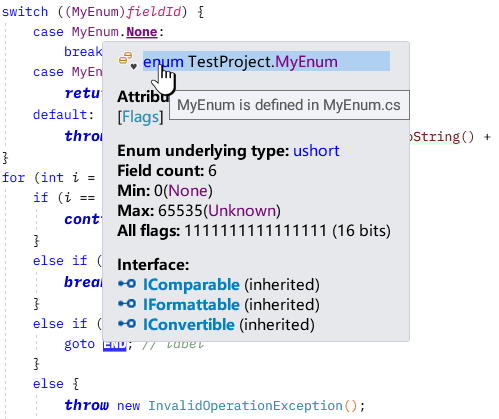 switch ((MyEnum)fieldId) {
case MyEnum.None:
break
enum TestProject.MyEnum
case MyEnum
MyEnum is defined in MyEnum.cs
retu
[Flags]
default:
throw
oString() +
Enum underlying type: ushort
}
Field count: 6
for (int i =
Min: 0(None)
if (i ==
Max: 65535(Unknown)
cont
All flags: 1111111111111111 (16 bits)
}
else if (
Interface:
break
IComparable (inherited)
}
IFormattable (inherited)
else if (
IConvertible (inherited)
goto END; // label
}
else {
throw new InvalidOperationException();